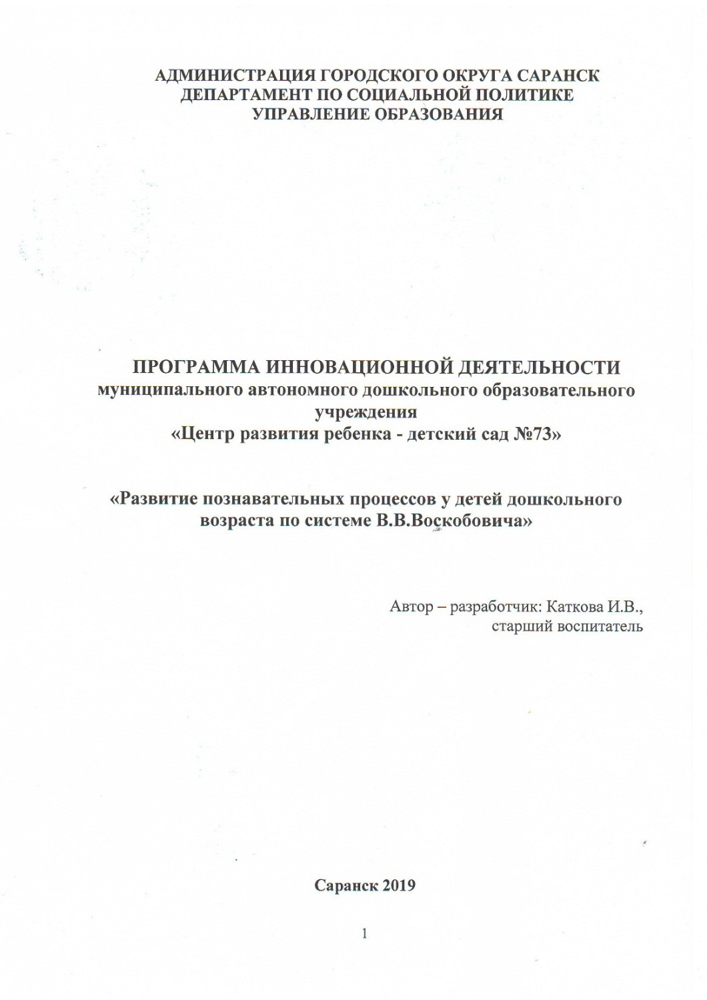 АДМИНИСТРАЦИЯ ГОРОДСКОГО ОКРУГА САРАНСК
ДЕПАРТАМЕНТ ПО СОЦИАЛЬНОЙ ПОЛИТИКЕ
УПРАВЛЕНИЕ ОБРАЗОВАНИЯ
ПРОГРАММА ИННОВАЦИОННОЙ ДЕЯТЕЛЬНОСТИ
муниципального автономного дошкольного образовательного
учреждения
«Центр развития ребенка - детский сад №73»
«Развитие познавательных процессов у детей дошкольного
возраста по системе В.В.Воскобовича»
Автор – разработчик: Каткова И.В.,
старший воспитатель
Саранск 2019
1